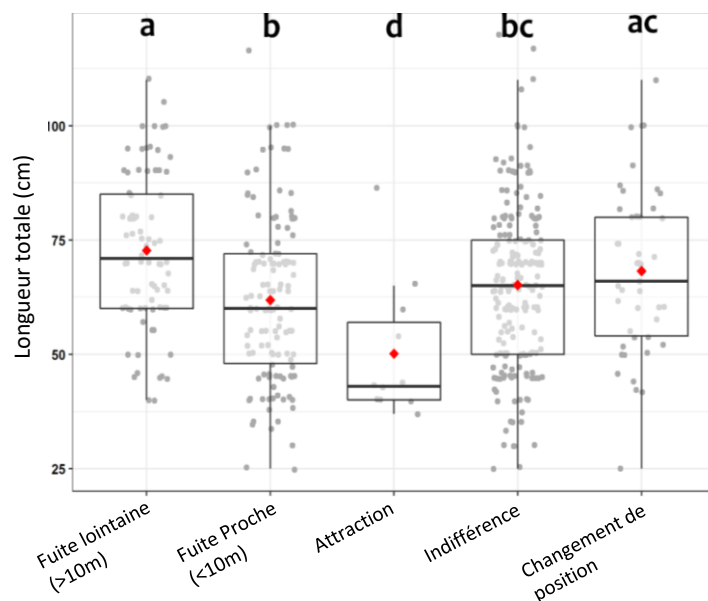 a b d bc ac
Longueur totale (cm)
100
75
50
25
Fuite lointaine
(>10m)
Fuite Proche
(<10m)
Attraction
Indifférence
Changement de
position